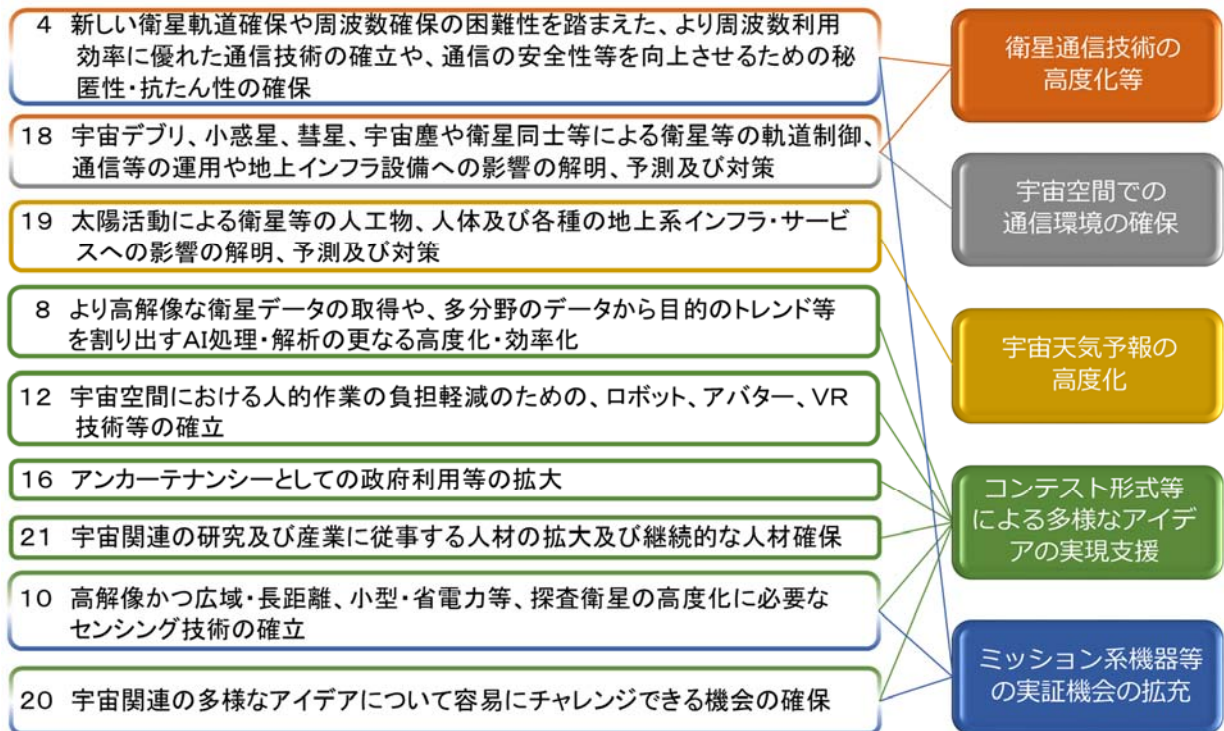 4 新しい衛星軌道確保や周波数確保の困難性を踏まえた、より周波数利用
効率に優れた通信技術の確立や、通信の安全性等を向上させるための秘
匿性・抗たん性の確保
18 宇宙デブリ、小惑星、彗星、宇宙塵や衛星同士等による衛星等の軌道制御、
通信等の運用や地上インフラ設備への影響の解明、予測及び対策
19 太陽活動による衛星等の人工物、人体及び各種の地上系インフラ・サービ
スへの影響の解明、予測及び対策
8 より高解像な衛星データの取得や、多分野のデータから目的のトレンド等
を割り出すAI処理・解析の更なる高度化・効率化
12 宇宙空間における人的作業の負担軽減のための、ロボット、アバター、VR
技術等の確立
16 アンカーテナンシーとしての政府利用等の拡大
21 宇宙関連の研究及び産業に従事する人材の拡大及び継続的な人材確保
10 高解像かつ広域・長距離、小型・省電力等、探査衛星の高度化に必要な
センシング技術の確立
20 宇宙関連の多様なアイデアについて容易にチャレンジできる機会の確保
衛星通信技術の
高度化等
宇宙空間での
通信環境の確保
宇宙天気予報の
高度化
コンテスト形式等
による多様なアイデ
アの実現支援
ミッション系機器等
の実証機会の拡充